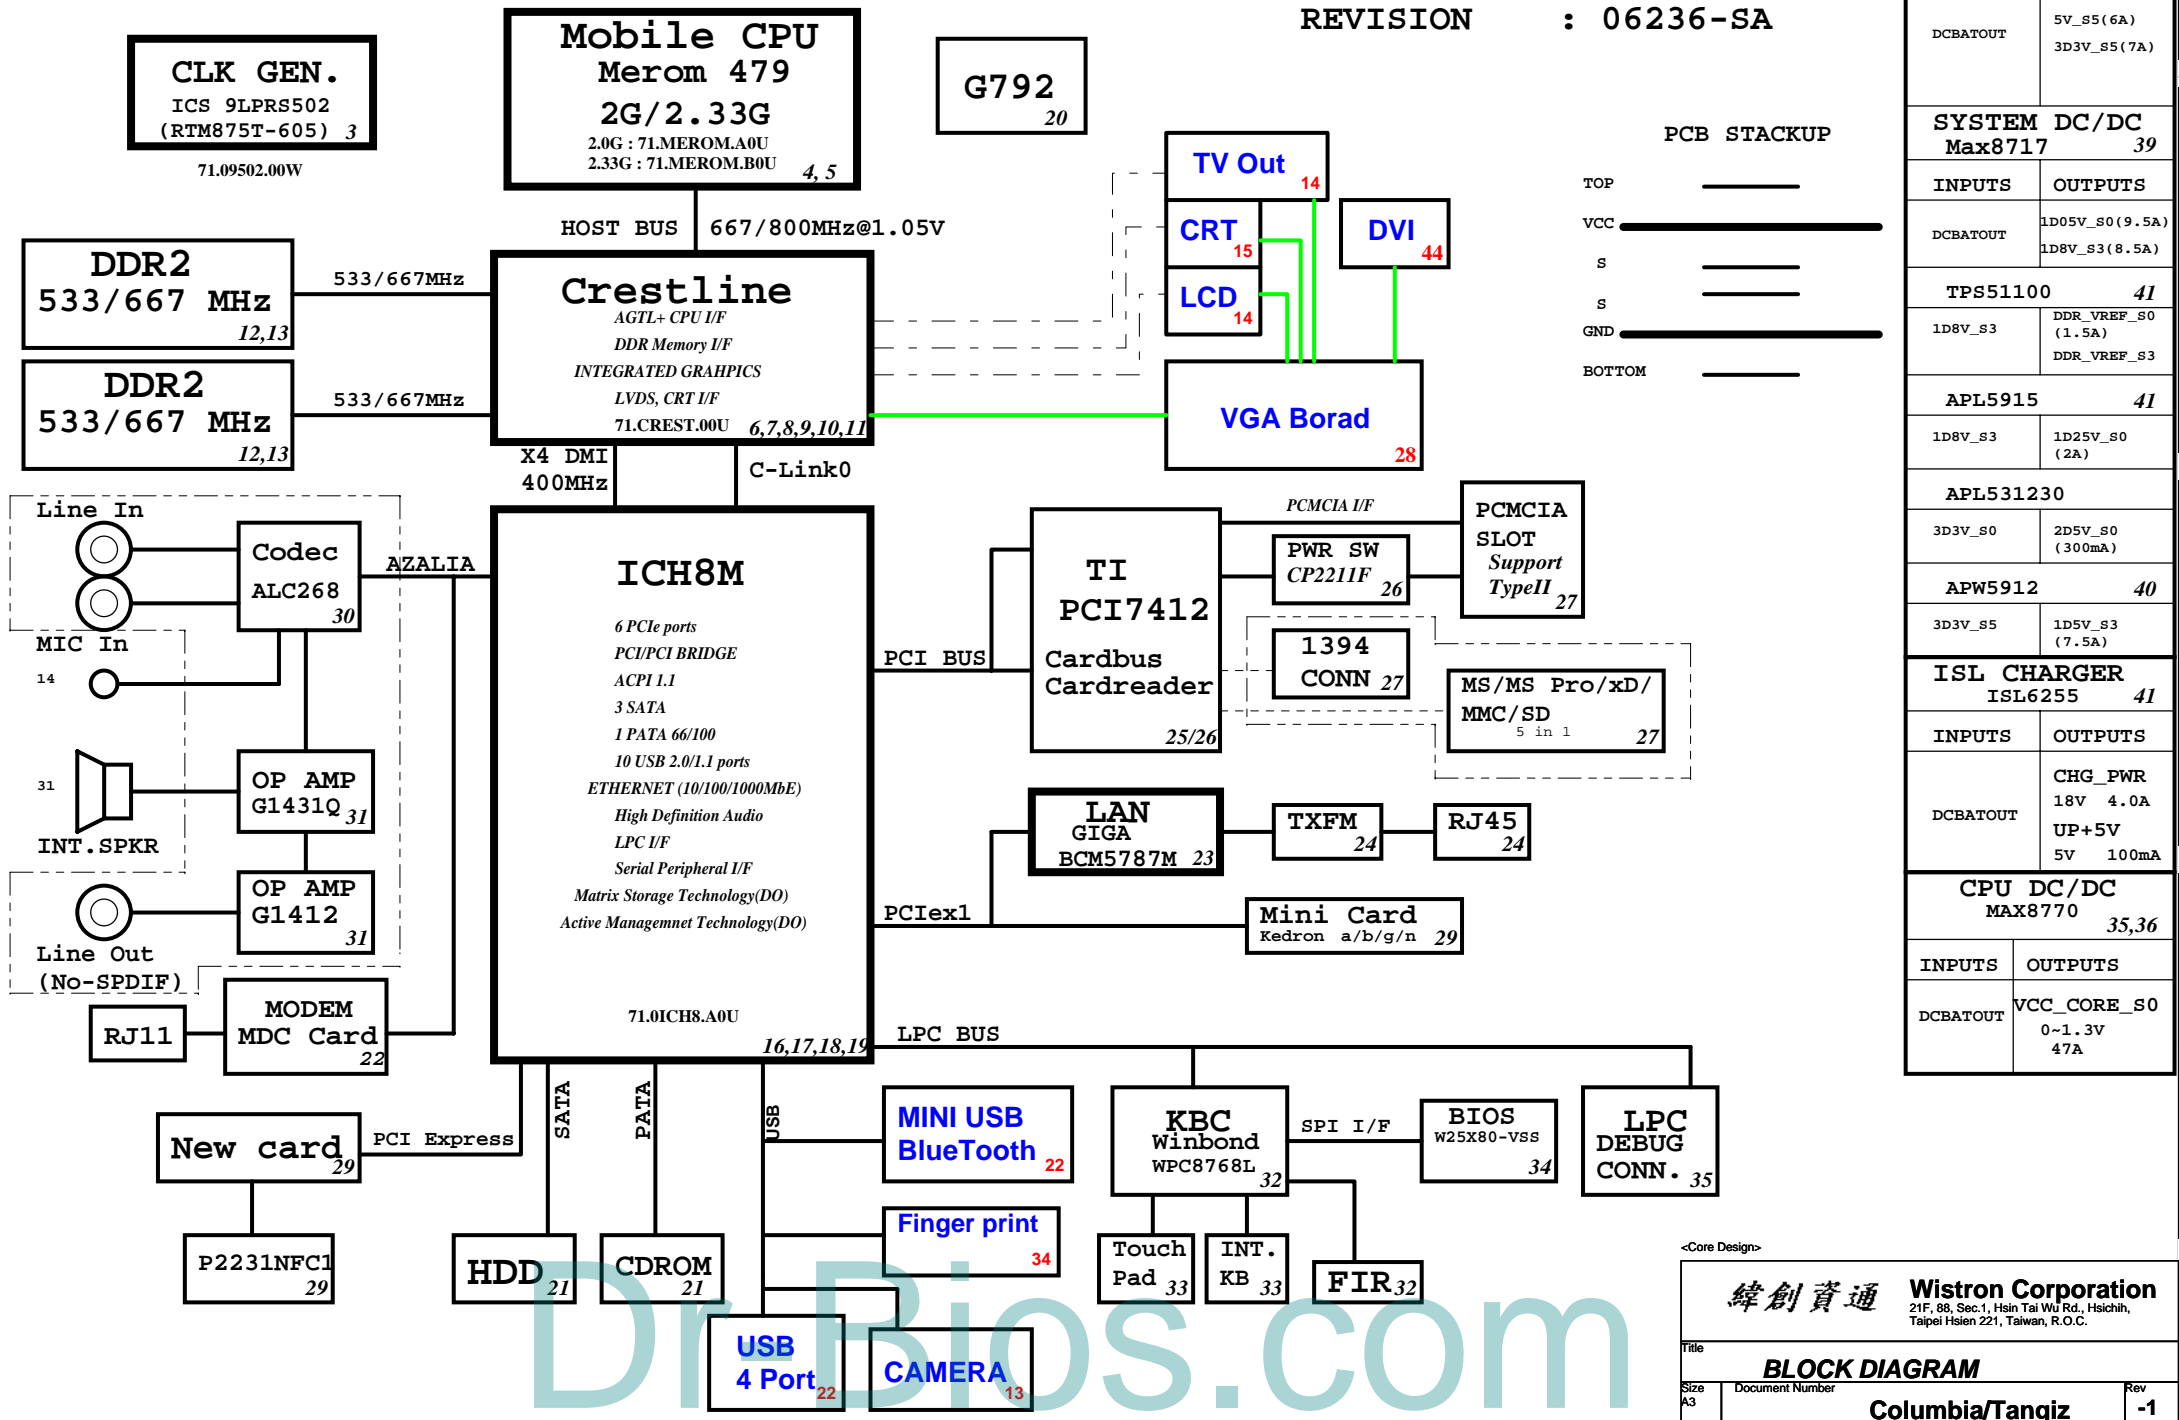 REVISION : 06236-SA
CLK GEN.
ICS 9LPRS502
(RTM875T-605) 3
71.09502.00W
Mobile CPU
Merom 479
2G/2.33G
2.0G : 71.MEROM.A0U
2.33G : 71.MEROM.B0U
4, 5
G792
20
HOST BUS 667/800MHz@1.05V
DDR2
533/667 MHz
12,13
533/667MHz
DDR2
533/667 MHz
12,13
533/667MHz
Crestline
AGTL+ CPU I/F
DDR Memory I/F
INTEGRATED GRAHPICS
LVDS, CRT I/F
71.CREST.00U 6,7,8,9,10,11
TV Out
14
CRT
15
LCD
14
DVI
44
VGA Borad
28
PCB STACKUP
TOP
VCC
S
S
GND
BOTTOM
X4 DMI
400MHz
C-Link0
Line In
Codec
ALC268
30
AZALIA
MIC In
14
31
INT.SPKR
OP AMP
G1431Q 31
OP AMP
G1412
31
Line Out
(No-SPDIF)
RJ11
MODEM
MDC Card
22
ICH8M
6 PCIe ports
PCI/PCI BRIDGE
ACPI 1.1
3 SATA
1 PATA 66/100
10 USB 2.0/1.1 ports
ETHERNET (10/100/1000MbE)
High Definition Audio
LPC I/F
Serial Peripheral I/F
Matrix Storage Technology(DO)
Active Managemnet Technology(DO)
71.0ICH8.A0U
16,17,18,19
PCI BUS
TI
PCI7412
Cardbus
Cardreader
25/26
PCMCIA I/F
PWR SW
CP2211F
26
PCMCIA
SLOT
Support
TypeII
27
1394
CONN 27
MS/MS Pro/xD/
MMC/SD
5 in 1
27
LAN
GIGA
BCM5787M 23
TXFM
24
RJ45
24
PCIex1
Mini Card
Kedron a/b/g/n 29
LPC BUS
New card
29
PCI Express
P2231NFC1
29
SATA
PATA
USB
HDD
21
CDROM
21
MINI USB
BlueTooth
22
Finger print
34
USB
4 Port
22
CAMERA
13
KBC
Winbond
WPC8768L
32
SPI I/F
BIOS
W25X80-VSS
34
LPC
DEBUG
CONN.
35
Touch
Pad 33
INT.
KB 33
FIR 32
DCBATOUT
5V_S5(6A)
3D3V_S5(7A)
SYSTEM DC/DC
Max8717 39
INPUTS OUTPUTS
DCBATOUT
1D05V_S0(9.5A)
1D8V_S3(8.5A)
TPS51100 41
1D8V_S3
DDR_VREF_S0
(1.5A)
DDR_VREF_S3
APL5915 41
1D8V_S3
1D25V_S0
(2A)
APL531230
3D3V_S0
2D5V_S0
(300mA)
APW5912 40
3D3V_S5
1D5V_S3
(7.5A)
ISL CHARGER
ISL6255 41
INPUTS OUTPUTS
DCBATOUT
CHG_PWR
18V 4.0A
UP+5V
5V 100mA
CPU DC/DC
MAX8770
35,36
INPUTS OUTPUTS
DCBATOUT
VCC_CORE_S0
0~1.3V
47A
<Core Design>
緯創資通 Wistron Corporation
21F, 88, Sec.1, Hsin Tai Wu Rd., Hsichih,
Taipei Hsien 221, Taiwan, R.O.C.
Title
BLOCK DIAGRAM
Size
A3
Document Number
Columbia/Tangiz
Rev
-1
Dr-Bios.com